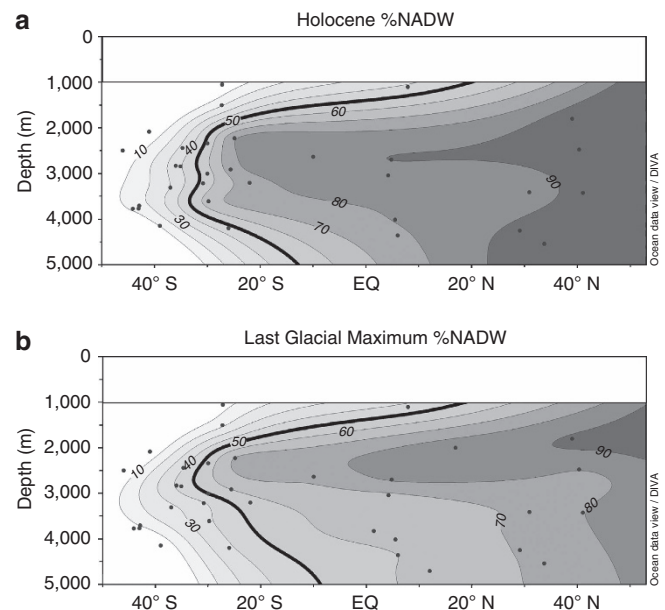 a
Holocene %NADW
0
1,000
2,000
3,000
4,000
5,000
Depth (m)
10
40
50
60
30
70
80
90
40° S
20° S
EQ
20° N
40° N
Ocean data view / DIVA
b
Last Glacial Maximum %NADW
0
1,000
2,000
3,000
4,000
5,000
Depth (m)
10
40
50
60
30
70
80
90
40° S
20° S
EQ
20° N
40° N
Ocean data view / DIVA